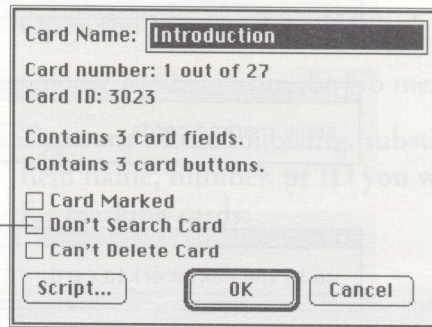 Card Name: Introduction
Card number: 1 out of 27
Card ID: 3023
Contains 3 card fields.
Contains 3 card buttons.
Card Marked
Don't Search Card
Can't Delete Card
Script... OK Cancel